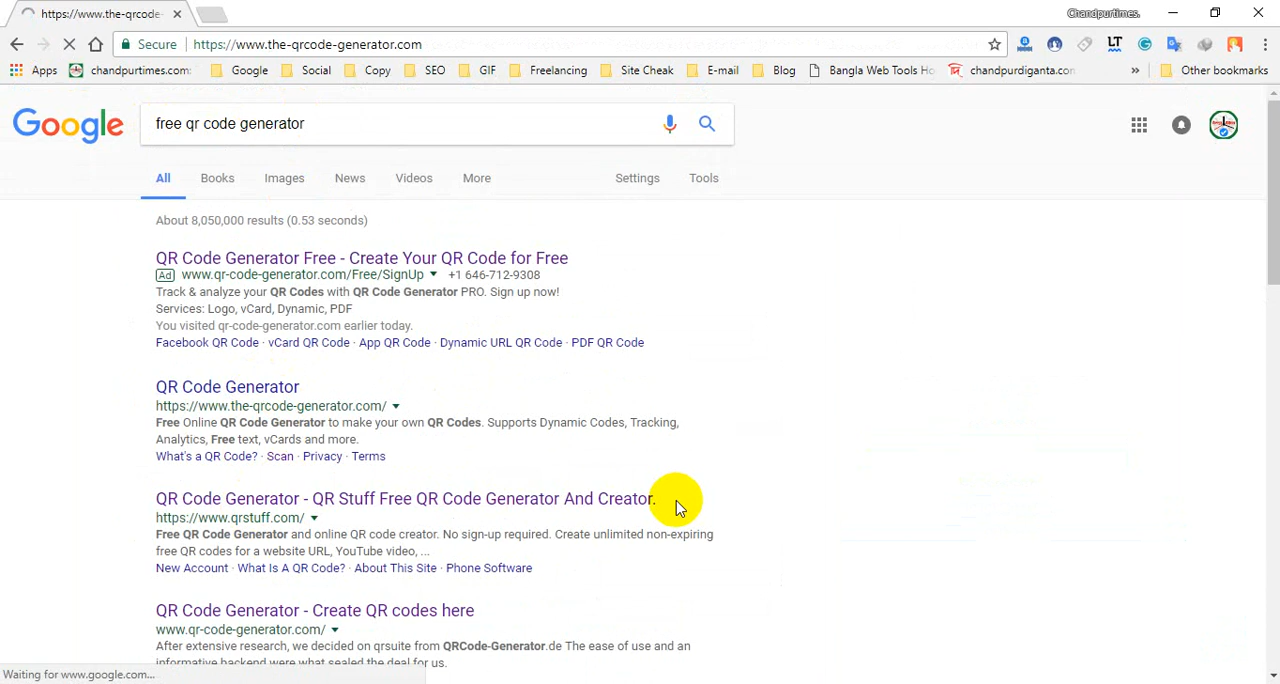 https://www.the-qrcode-
Chandpurtimes.
Secure
https://www.the-qrcode-generator.com
LT
Apps
chandpurtimes.com
Google
Social
Copy
SEO
GIF
Freelancing
Site Cheak
E-mail
Blog
Bangla Web Tools Ho
chandpurdiganta.con
»
Other bookmarks
Google
free qr code generator
All
Books
Images
News
Videos
More
Settings
Tools
About 8,050,000 results (0.53 seconds)
QR Code Generator Free - Create Your QR Code for Free
Ad www.qr-code-generator.com/Free/SignUp +1 646-712-9308
Track & analyze your QR Codes with QR Code Generator PRO. Sign up now!
Services: Logo, vCard, Dynamic, PDF
You visited qr-code-generator.com earlier today.
Facebook QR Code · vCard QR Code · App QR Code · Dynamic URL QR Code · PDF QR Code
QR Code Generator
https://www.the-qrcode-generator.com/
Free Online QR Code Generator to make your own QR Codes. Supports Dynamic Codes, Tracking,
Analytics, Free text, vCards and more.
What's a QR Code? · Scan · Privacy · Terms
QR Code Generator - QR Stuff Free QR Code Generator And Creator.
https://www.qrstuff.com/
Free QR Code Generator and online QR code creator. No sign-up required. Create unlimited non-expiring
free QR codes for a website URL, YouTube video, ...
New Account · What Is A QR Code? · About This Site · Phone Software
QR Code Generator - Create QR codes here
www.qr-code-generator.com/
After extensive research, we decided on qrsuite from QRCode-Generator.de The ease of use and an
informative backend were what sealed the deal for us.
Waiting for www.google.com...